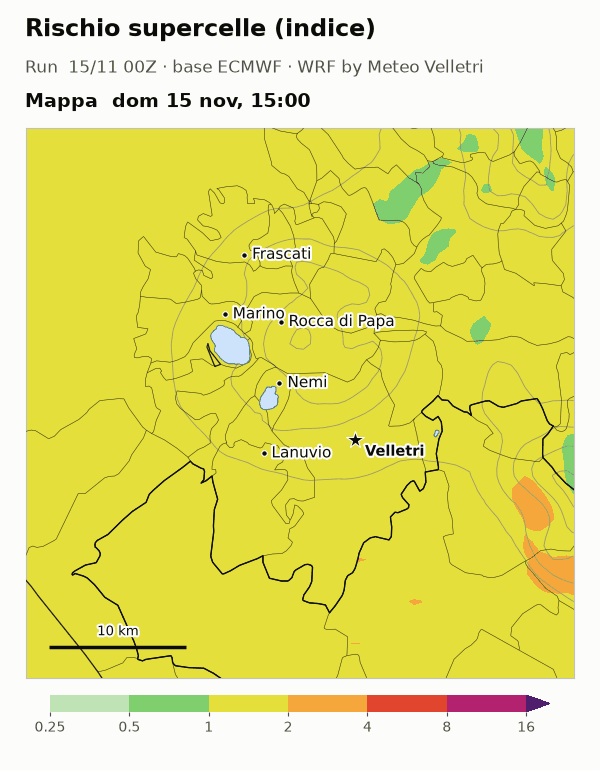 Rischio supercelle (indice)
Run  15/11 00Z · base ECMWF · WRF by Meteo Velletri
Mappa  dom 15 nov, 15:00
Frascati
Marino
Rocca di Papa
Nemi
Velletri
Lanuvio
10 km
0.25 0.5 1 2 4 8 16